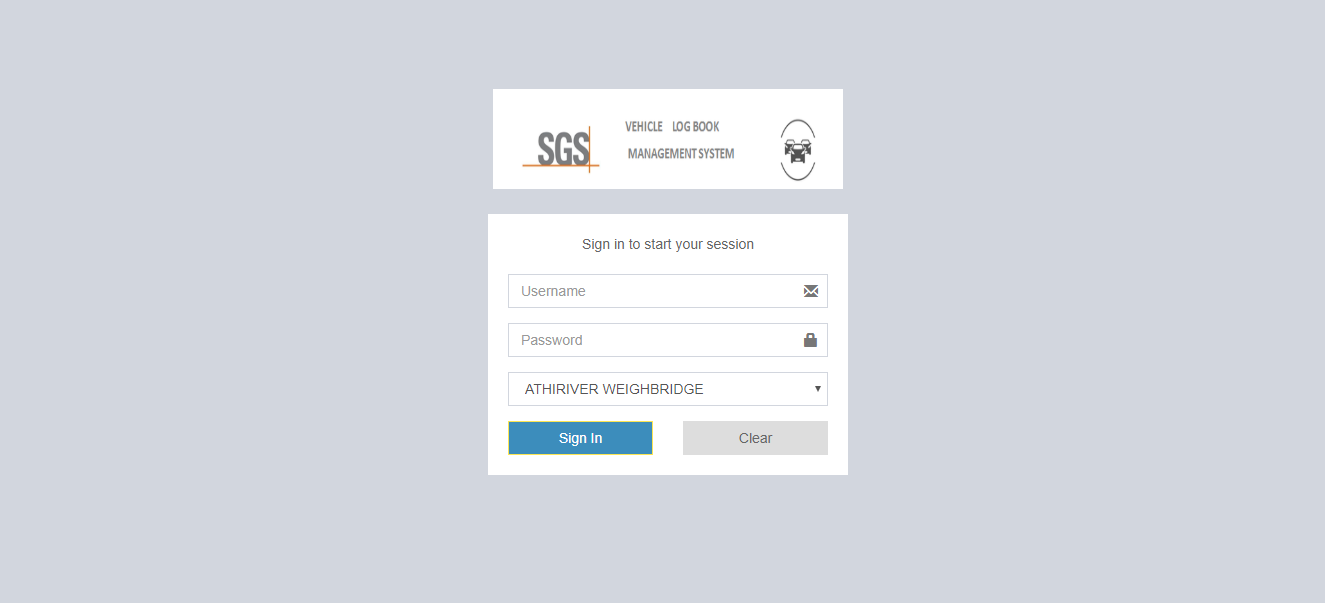 SGS
VEHICLE LOG BOOK
MANAGEMENT SYSTEM
Sign in to start your session
Username
Password
ATHIRIVER WEIGHBRIDGE
Sign In
Clear